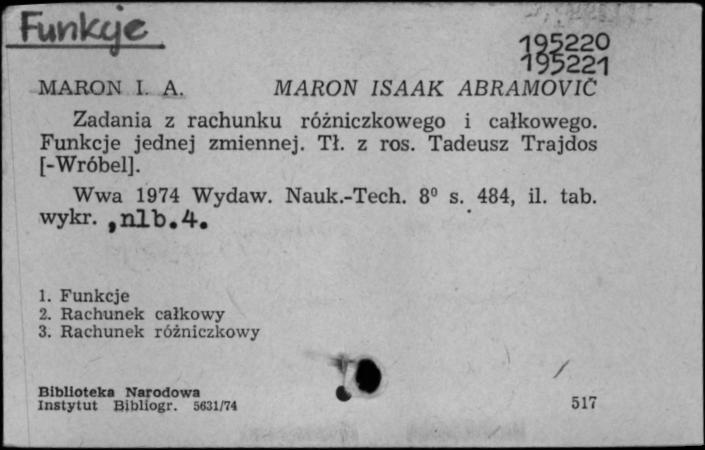 Funkcje
195220
195221
MARON I. A. MARON ISAAK ABRAMOVIČ
Zadania z rachunku różniczkowego i całkowego.
Funkcje jednej zmiennej. Tł. z ros. Tadeusz Trajdos
[-Wróbel].
Wwa 1974 Wydaw. Nauk.-Tech. 8⁰ s. 484, il. tab.
wykr. ,nlb.4.
1. Funkcje
2. Rachunek całkowy
3. Rachunek różniczkowy
/
Biblioteka Narodowa
Instytut Bibliogr. 5631/74 517